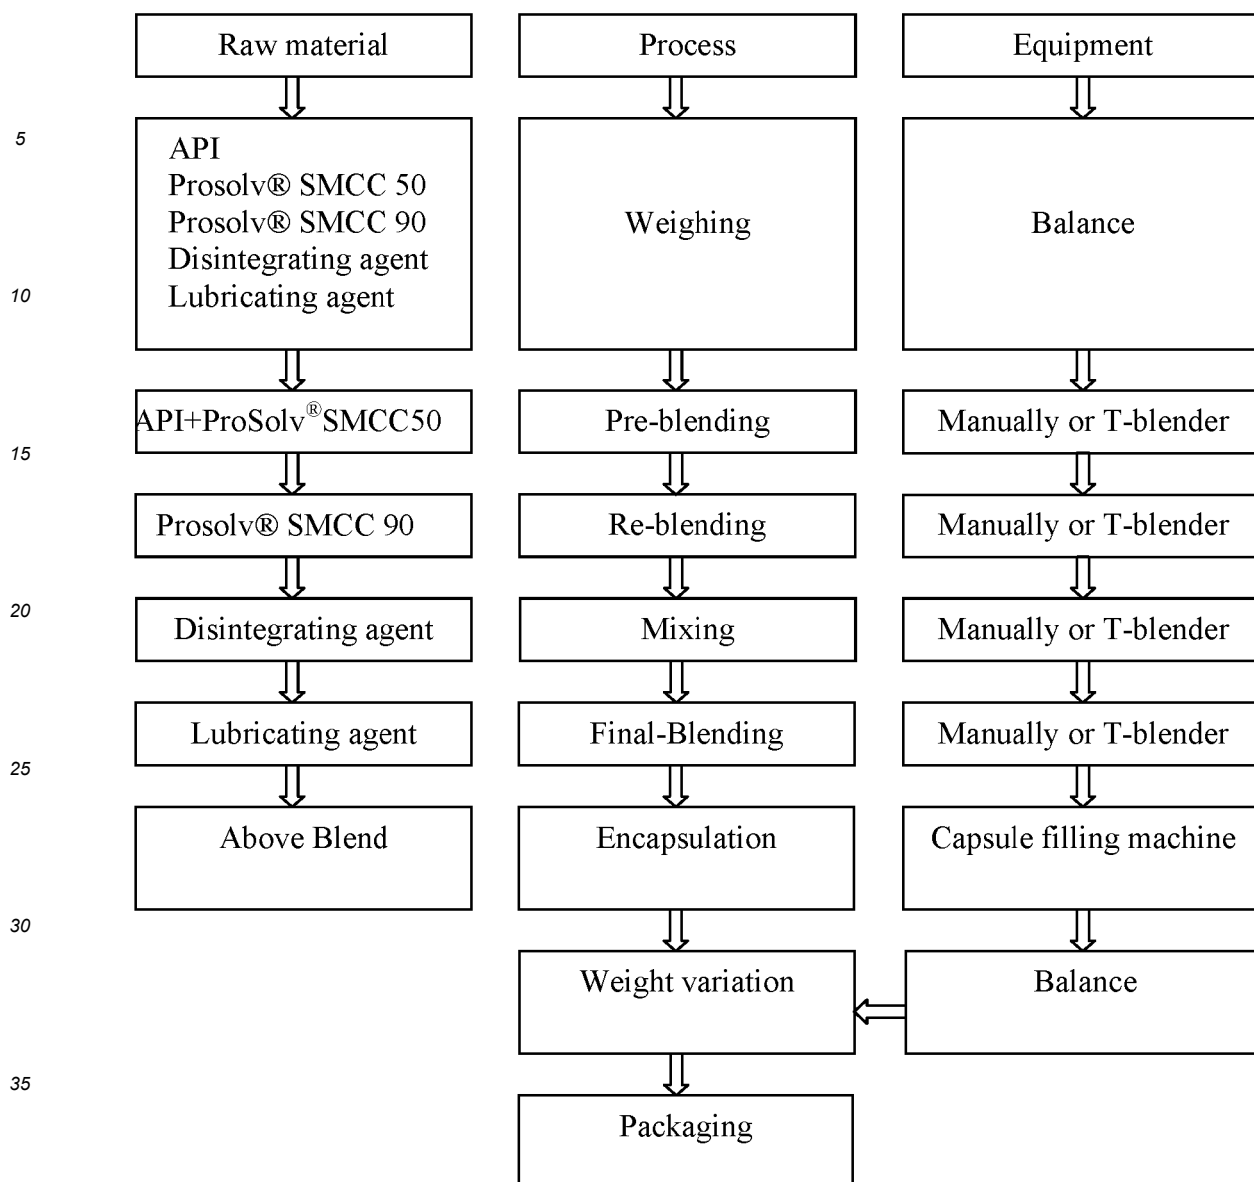 Raw material
Process
Equipment
5
API
Prosolv® SMCC 50
Prosolv® SMCC 90
Disintegrating agent
Lubricating agent
Weighing
Balance
10
API+ProSolv®SMCC50
Pre-blending
Manually or T-blender
15
Prosolv® SMCC 90
Re-blending
Manually or T-blender
20
Disintegrating agent
Mixing
Manually or T-blender
Lubricating agent
Final-Blending
Manually or T-blender
25
Above Blend
Encapsulation
Capsule filling machine
30
Weight variation
Balance
35
Packaging